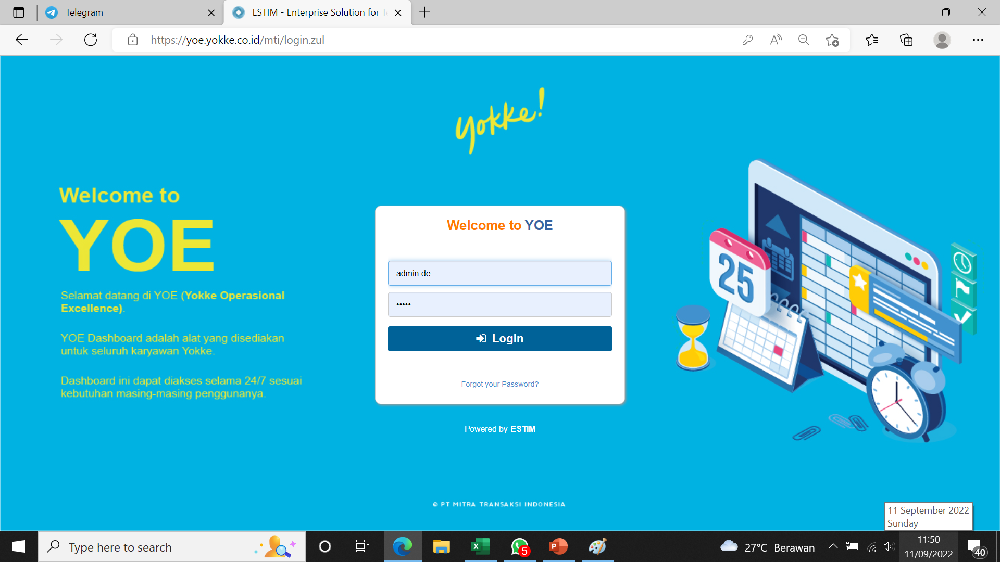 Telegram
ESTIM - Enterprise Solution for T
https://yoe.yokke.co.id/mti/login.zul
yokke!
Welcome to
YOE
Selamat datang di YOE (Yokke Operasional
Excellence).
YOE Dashboard adalah alat yang disediakan
untuk seluruh karyawan Yokke.
Dashboard ini dapat diakses selama 24/7 sesuai
kebutuhan masing-masing penggunanya.
Welcome to YOE
admin.de
•••••
Login
Forgot your Password?
Powered by ESTIM
25
© PT MITRA TRANSAKSI INDONESIA
11 September 2022
Sunday
Type here to search
5
27°C Berawan
11:50
11/09/2022
40